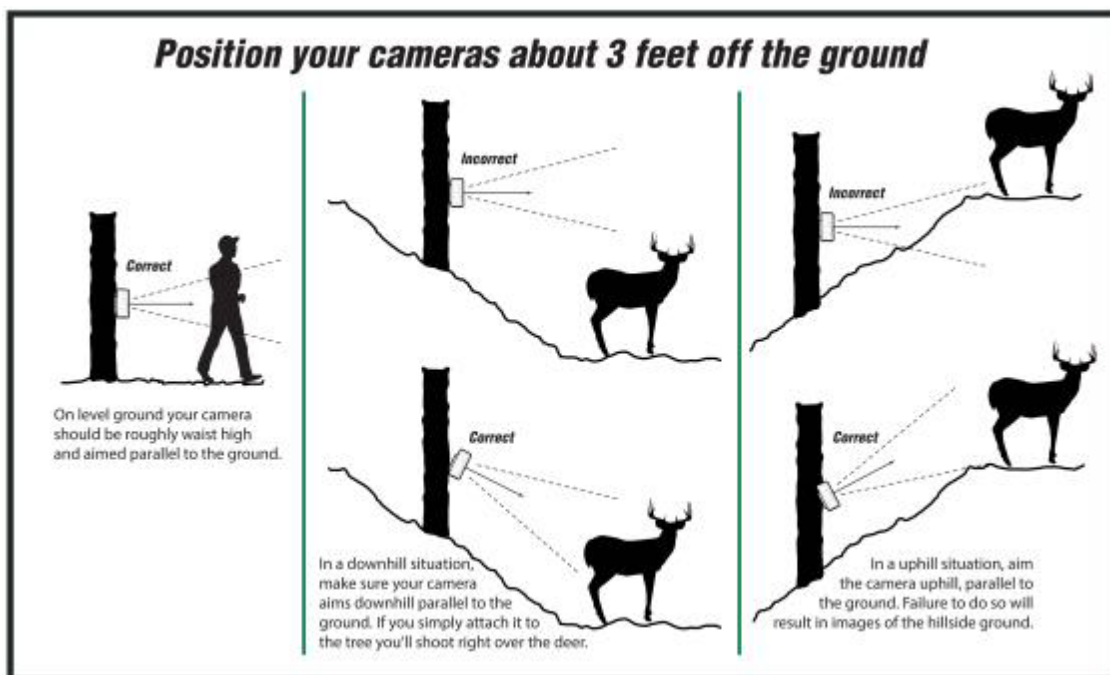 Position your cameras about 3 feet off the ground
Correct
On level ground your camera
should be roughly waist high
and aimed parallel to the ground.
Incorrect
Correct
In a downhill situation,
make sure your camera
aims downhill parallel to the
ground. If you simply attach it to
the tree you'll shoot right over the deer.
Incorrect
Correct
In a uphill situation, aim
the camera uphill, parallel to
the ground. Failure to do so will
result in images of the hillside ground.